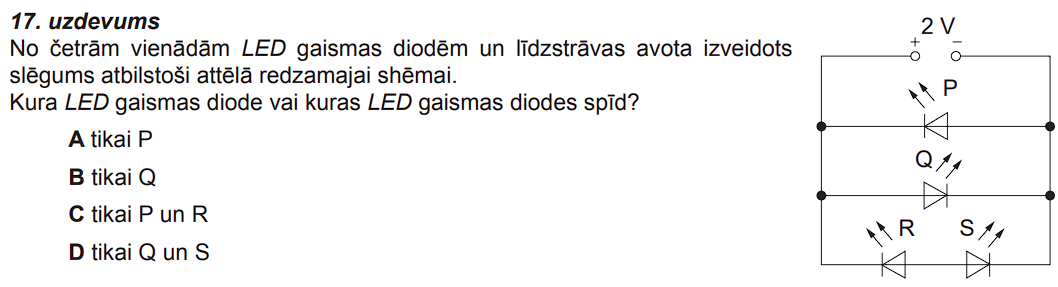 17. uzdevums
No četrām vienādām LED gaismas diodēm un līdzstrāvas avota izveidots
slēgums atbilstoši attēlā redzamajai shēmai.
Kura LED gaismas diode vai kuras LED gaismas diodes spīd?
A tikai P
B tikai Q
C tikai P un R
D tikai Q un S
2 V
+ −
P
Q
R S